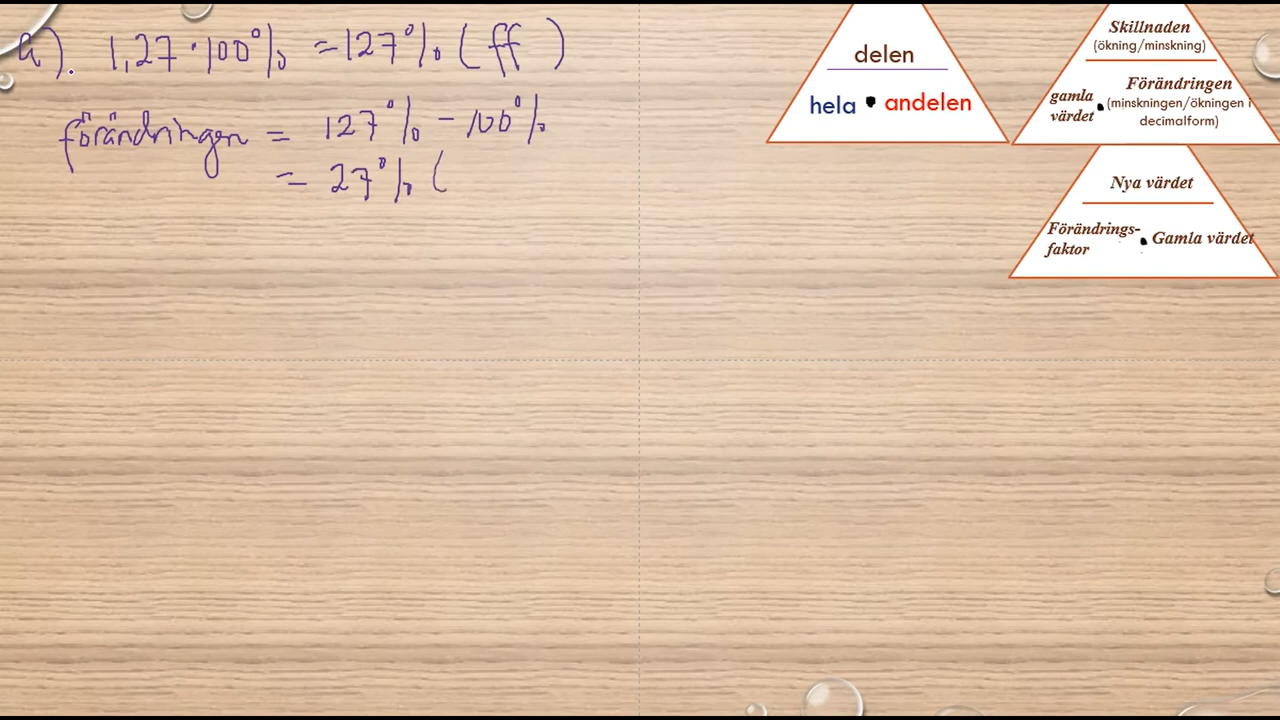 a). 1,27 · 100% = 127% (ff)
förändringen = 127% - 100%
= 27% (
delen
hela · andelen
Skillnaden
(ökning/minskning)
gamla
värdet
·
Förändringen
(minskningen/ökningen i
decimalform)
Nya värdet
Förändrings-
faktor
· Gamla värdet